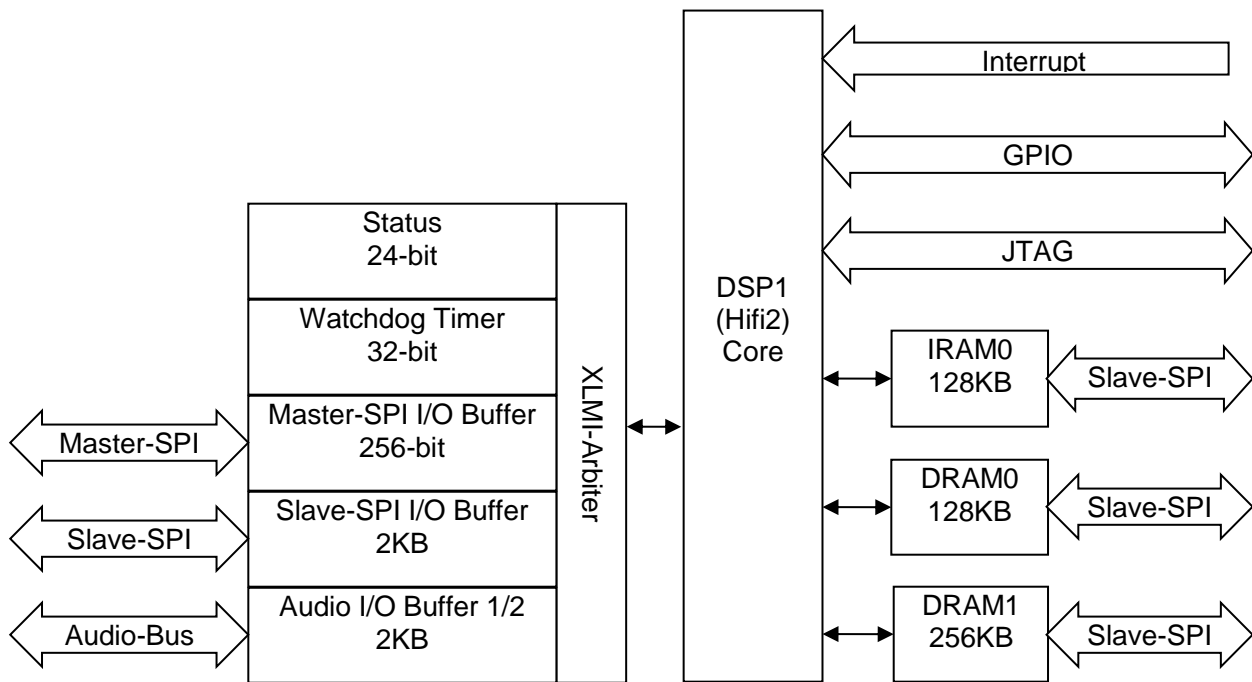 Interrupt
GPIO
JTAG
Status
24-bit
Watchdog Timer
32-bit
Master-SPI I/O Buffer
256-bit
Slave-SPI I/O Buffer
2KB
Audio I/O Buffer 1/2
2KB
Master-SPI
Slave-SPI
Audio-Bus
XLMI-Arbiter
DSP1
(Hifi2)
Core
IRAM0
128KB
Slave-SPI
DRAM0
128KB
Slave-SPI
DRAM1
256KB
Slave-SPI